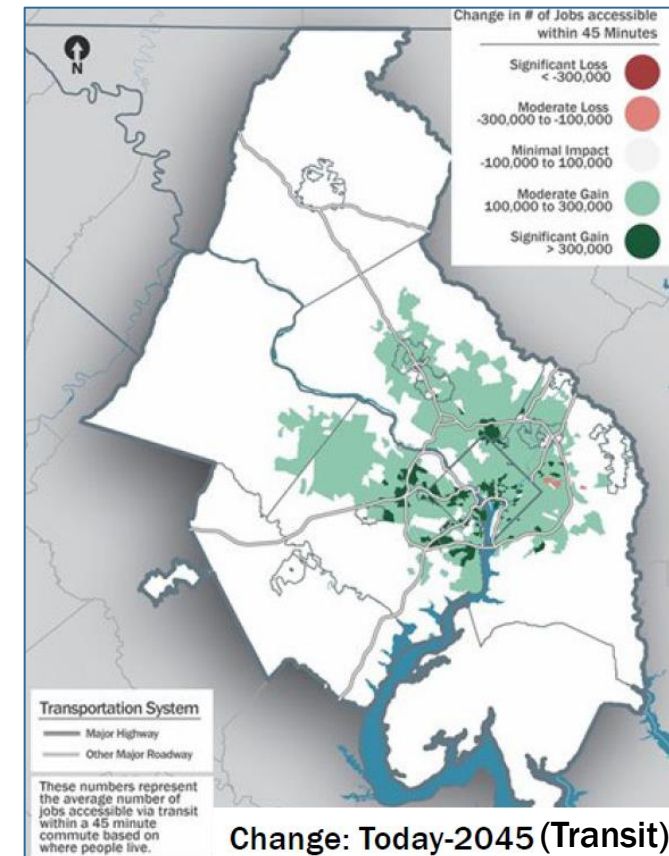 Change in # of Jobs accessible
within 45 Minutes
Significant Loss
< -300,000
Moderate Loss
-300,000 to -100,000
Minimal Impact
-100,000 to 100,000
Moderate Gain
100,000 to 300,000
Significant Gain
> 300,000
N
Transportation System
Major Highway
Other Major Roadway
These numbers represent
the average number of
jobs accessible via transit
within a 45 minute
commute based on
where people live.
Change: Today-2045 (Transit)